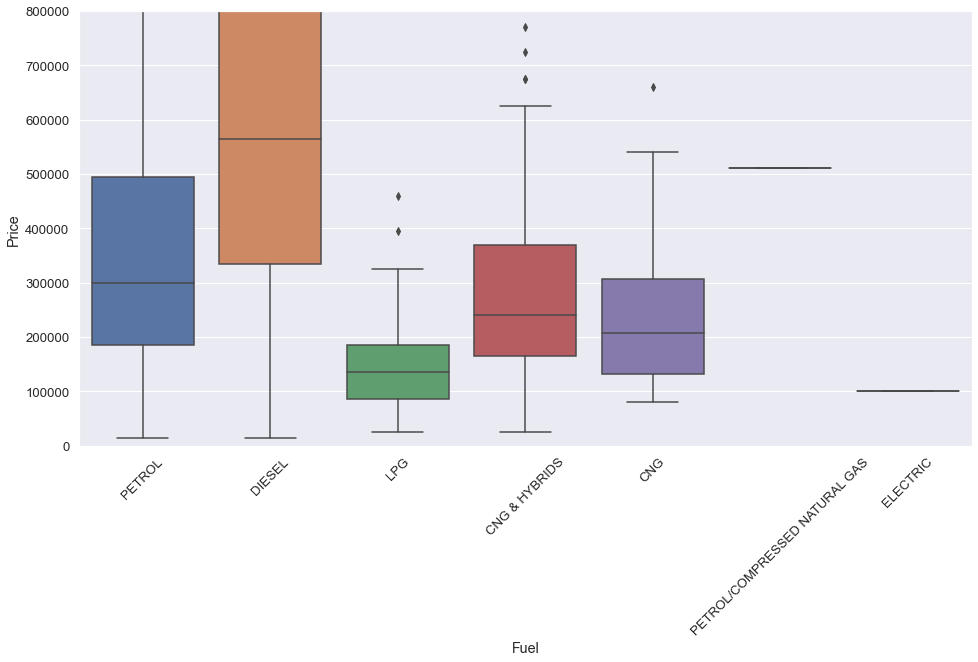 800000
700000
600000
500000
400000
300000
200000
100000
0
Price
PETROL
DIESEL
LPG
CNG & HYBRIDS
CNG
PETROL/COMPRESSED NATURAL GAS
ELECTRIC
Fuel